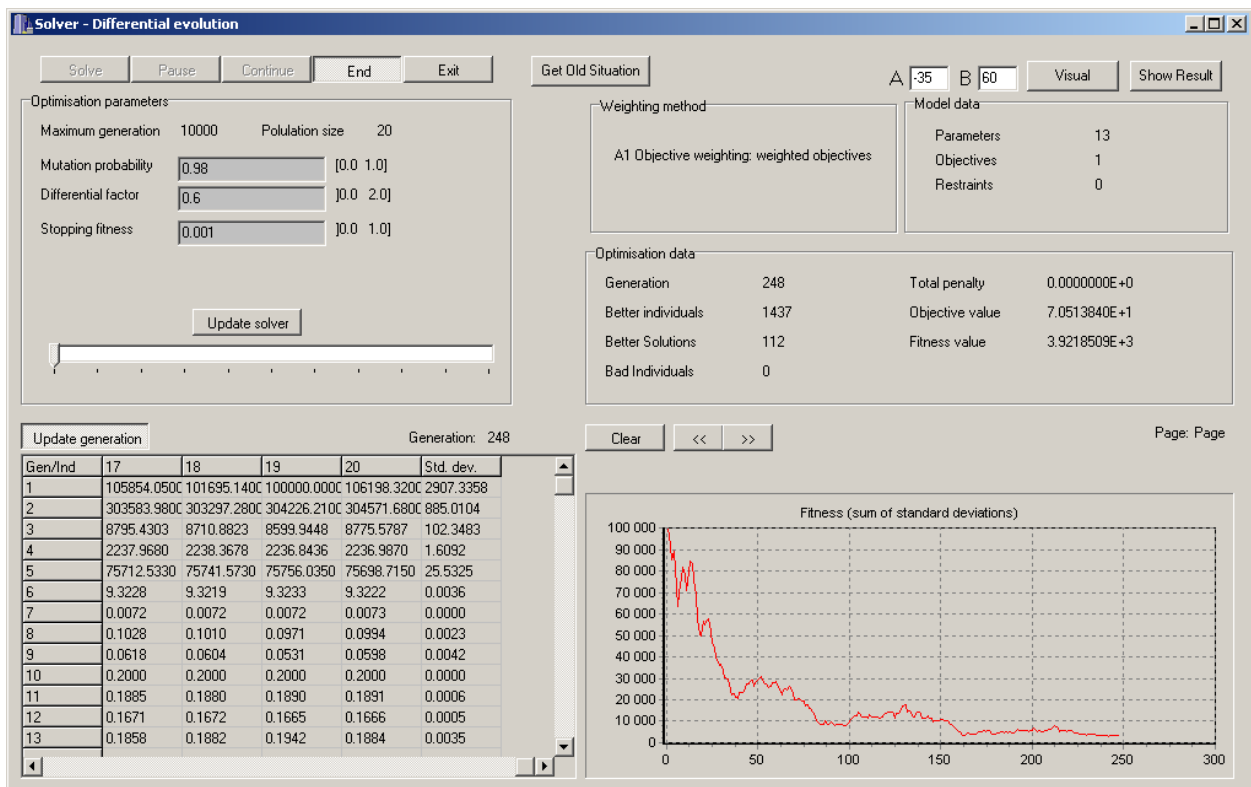 Solver - Differential evolution
Solve Pause Continue End Exit Get Old Situation A -35 B 60 Visual Show Result
Optimisation parameters
Maximum generation 10000 Polulation size 20
Mutation probability 0.98 [0.0 1.0]
Differential factor 0.6 ]0.0 2.0]
Stopping fitness 0.001 ]0.0 1.0]
Update solver
Weighting method
A1 Objective weighting: weighted objectives
Model data
Parameters 13
Objectives 1
Restraints 0
Optimisation data
Generation 248 Total penalty 0.0000000E+0
Better individuals 1437 Objective value 7.0513840E+1
Better Solutions 112 Fitness value 3.9218509E+3
Bad Individuals 0
Update generation Generation: 248
Gen/Ind 17 18 19 20 Std. dev.
1 105854.0500 101695.1400 100000.0000 106198.3200 2907.3358
2 303583.9800 303297.2800 304226.2100 304571.6800 885.0104
3 8795.4303 8710.8823 8599.9448 8775.5787 102.3483
4 2237.9680 2238.3678 2236.8436 2236.9870 1.6092
5 75712.5330 75741.5730 75756.0350 75698.7150 25.5325
6 9.3228 9.3219 9.3233 9.3222 0.0036
7 0.0072 0.0072 0.0072 0.0073 0.0000
8 0.1028 0.1010 0.0971 0.0994 0.0023
9 0.0618 0.0604 0.0531 0.0598 0.0042
10 0.2000 0.2000 0.2000 0.2000 0.0000
11 0.1885 0.1880 0.1890 0.1891 0.0006
12 0.1671 0.1672 0.1665 0.1666 0.0005
13 0.1858 0.1882 0.1942 0.1884 0.0035
Clear << >> Page: Page
Fitness (sum of standard deviations)
100 000
90 000
80 000
70 000
60 000
50 000
40 000
30 000
20 000
10 000
0
0 50 100 150 200 250 300